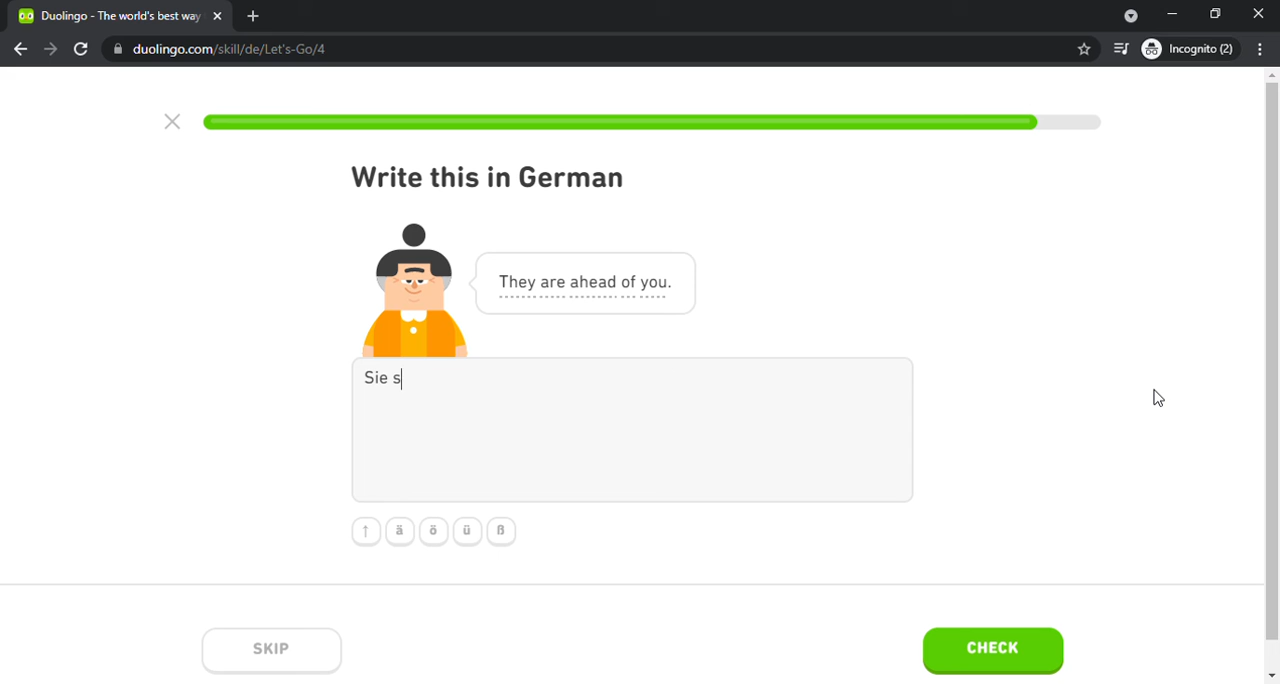 Duolingo - The world's best way
Incognito (2)
duolingo.com/skill/de/Let's-Go/4
Write this in German
They are ahead of you.
Sie s
↑ ä ö ü ß
SKIP
CHECK